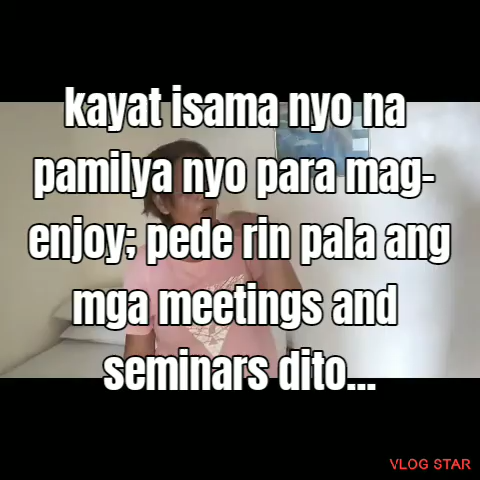 kayat isama nyo na
pamilya nyo para mag-
enjoy; pede rin pala ang
mga meetings and
seminars dito...
VLOG STAR